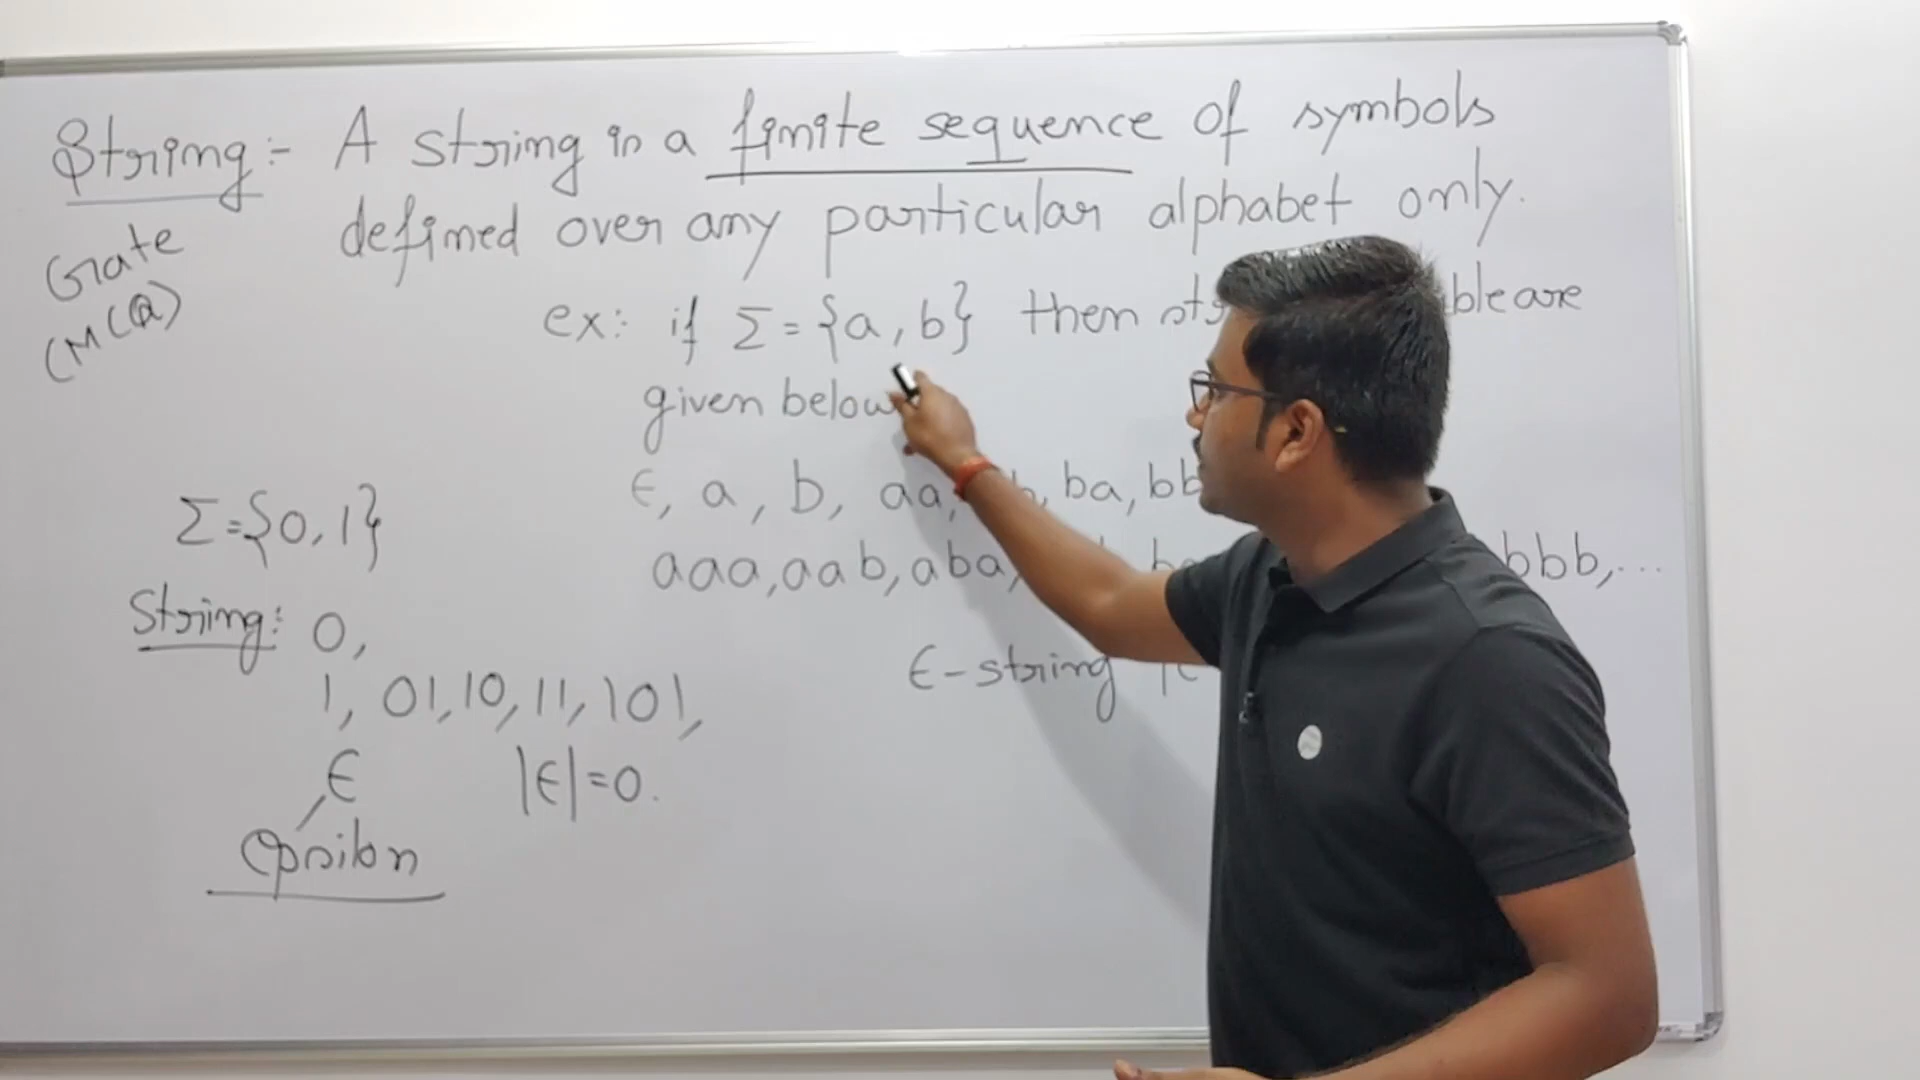 String:- A string is a finite sequence of symbols
defined over any particular alphabet only.
Gate
(MCQ)
ex: if Σ = {a, b} then are
given below
ϵ, a, b, aa, ba, bb
aaa, aab, aba, bbb, ...
ϵ-string
Σ={0,1}
String: 0,
1, 01, 10, 11, 101,
ϵ |ϵ|=0.
Epsilon